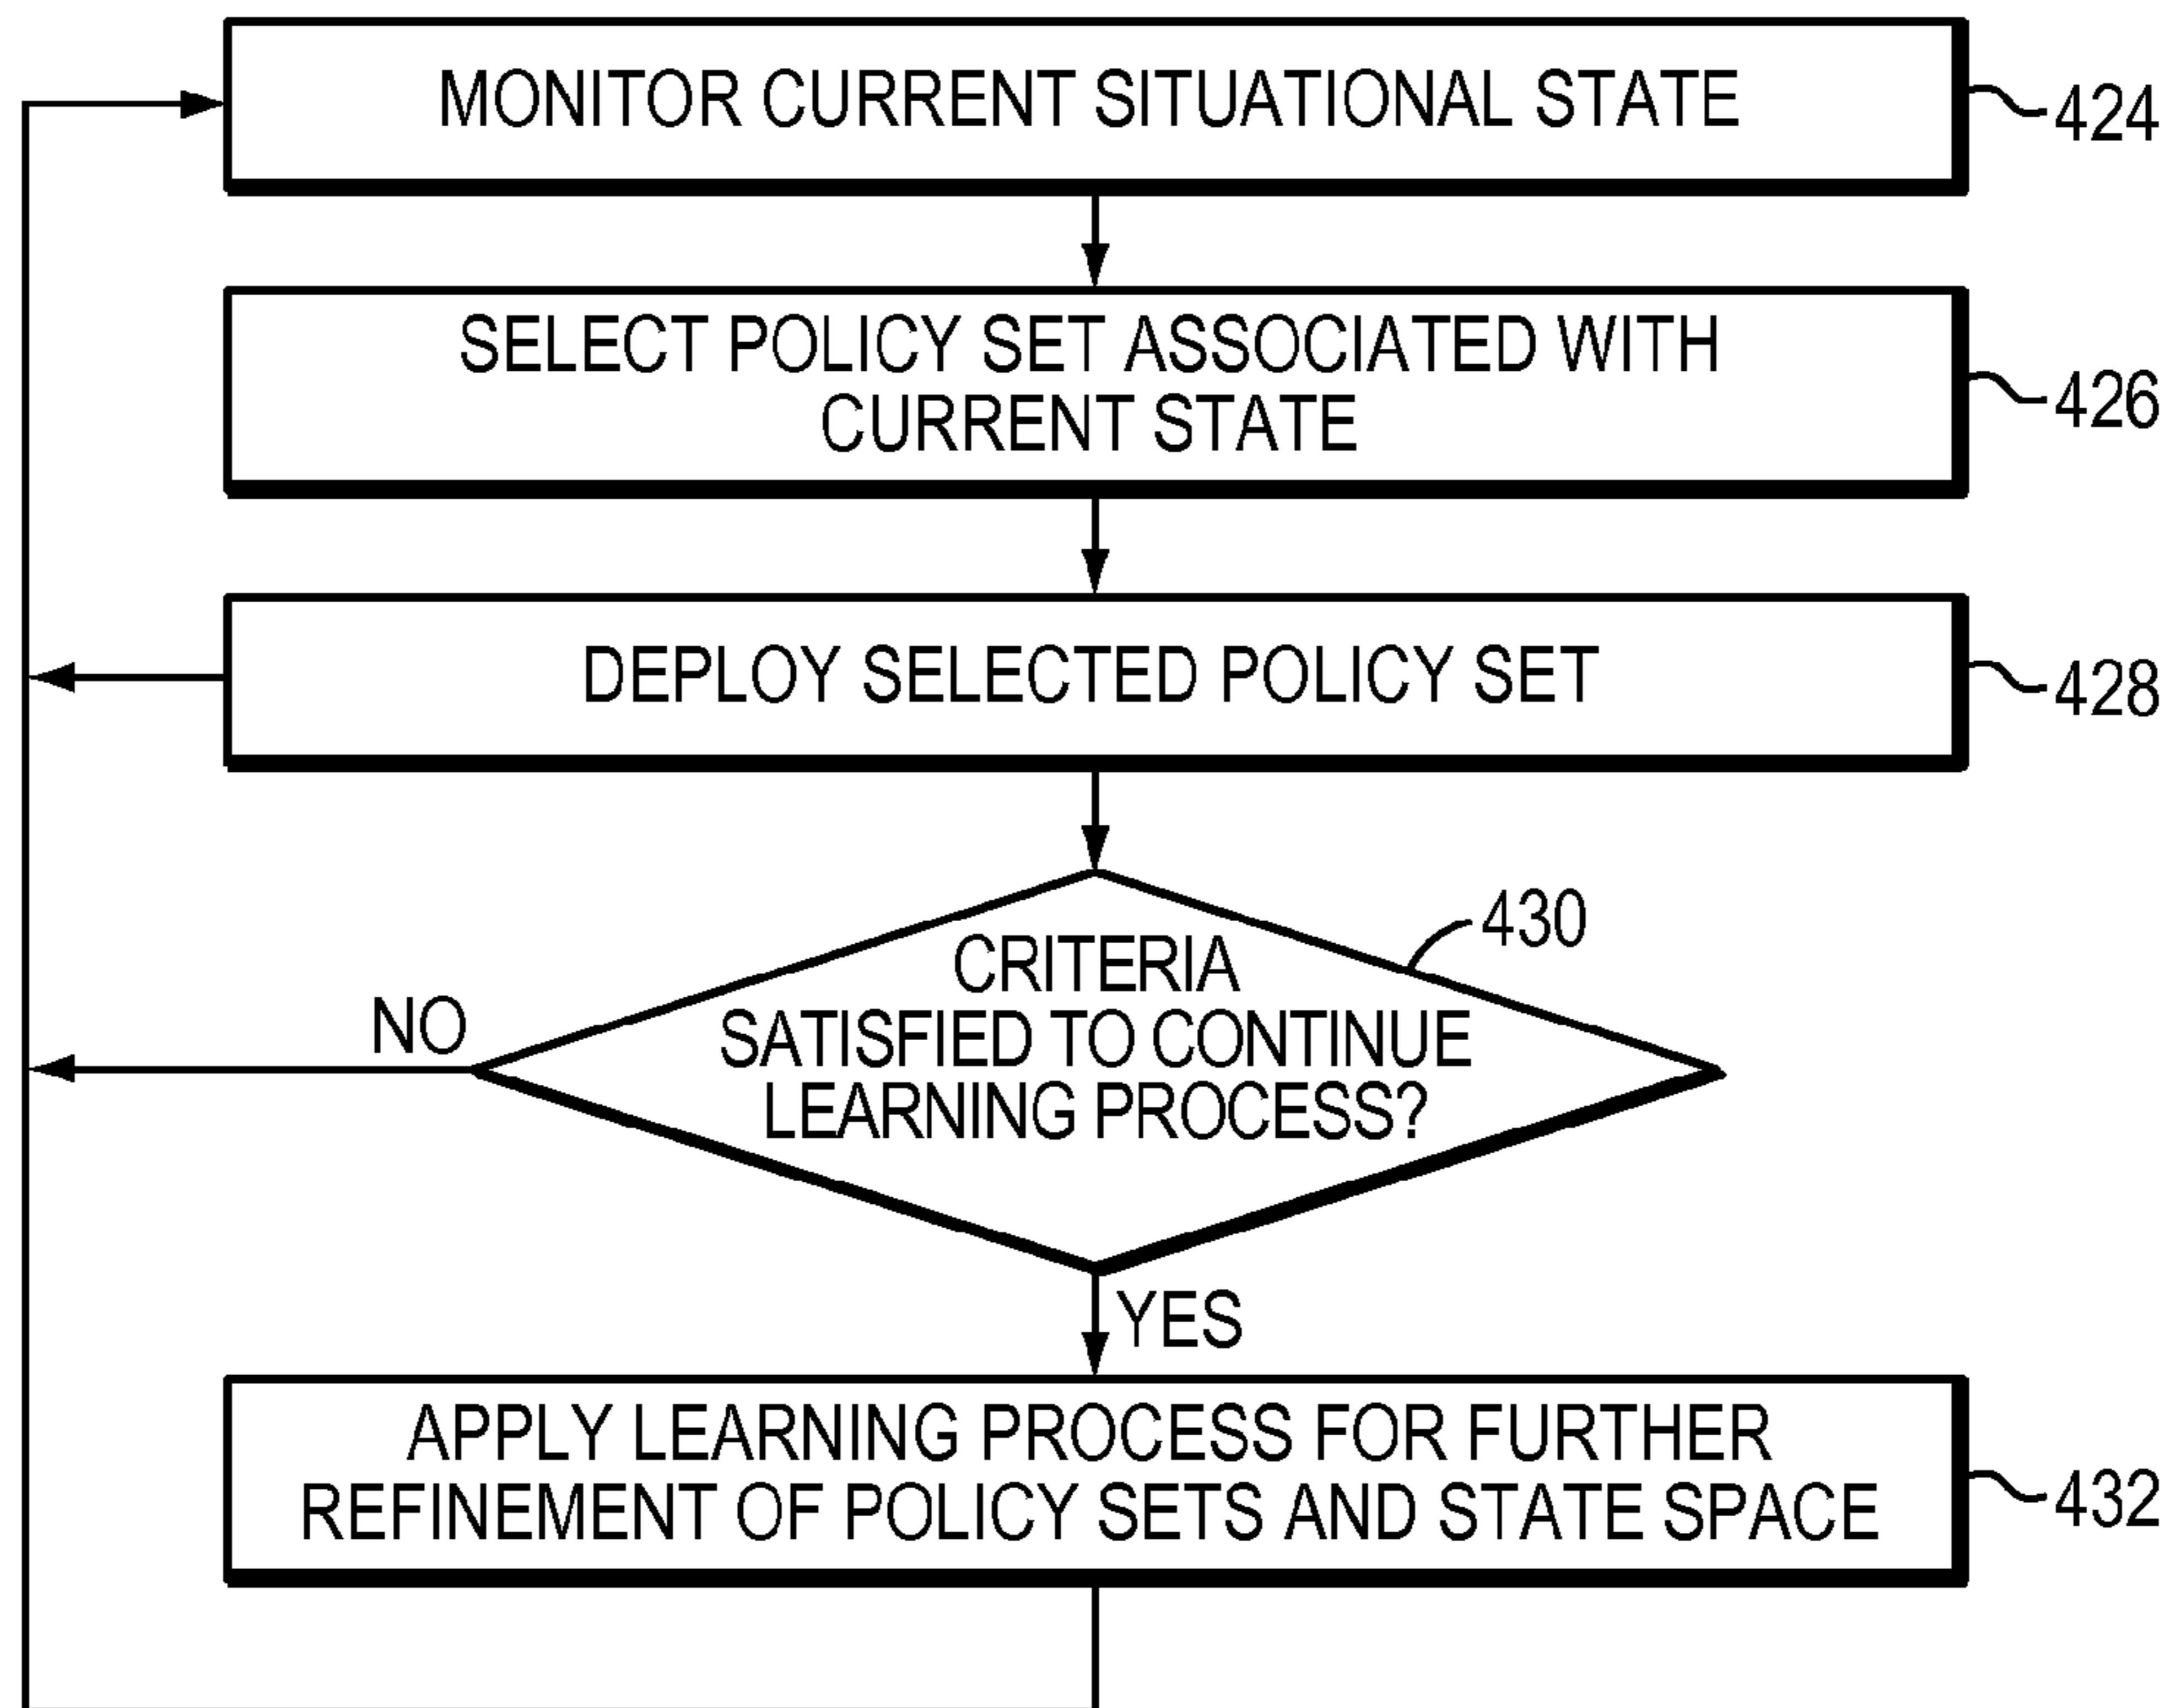 MONITOR CURRENT SITUATIONAL STATE
424
SELECT POLICY SET ASSOCIATED WITH
CURRENT STATE
426
DEPLOY SELECTED POLICY SET
428
430
CRITERIA
SATISFIED TO CONTINUE
LEARNING PROCESS?
NO
YES
APPLY LEARNING PROCESS FOR FURTHER
REFINEMENT OF POLICY SETS AND STATE SPACE
432